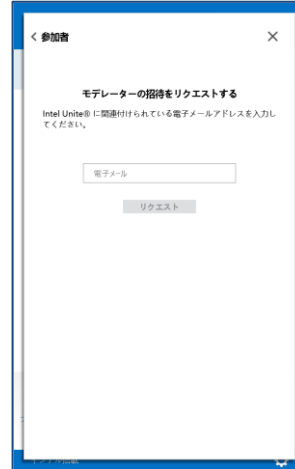 参加者
モデレーターの招待をリクエストする
Intel Unite® に関連付けられている電子メールアドレスを入力し
てください。
電子メール
リクエスト